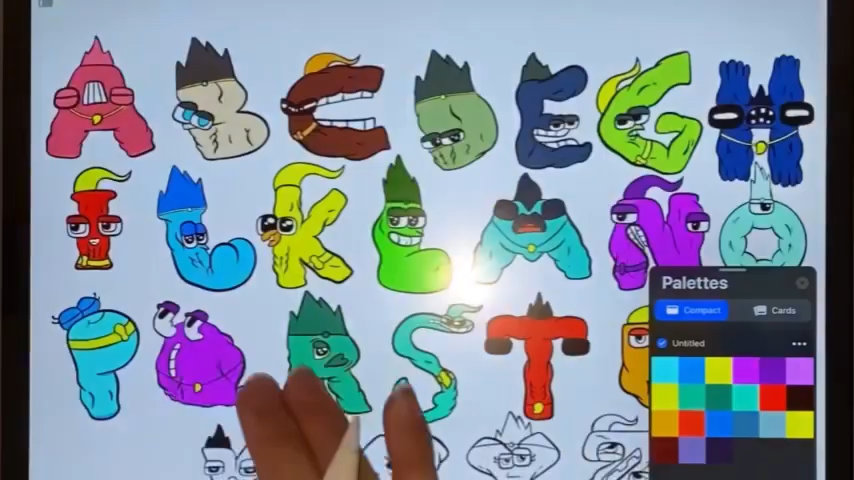 A B C D E G H
I J K L M N O
P Q R S T
Palettes
Compact Cards
Untitled